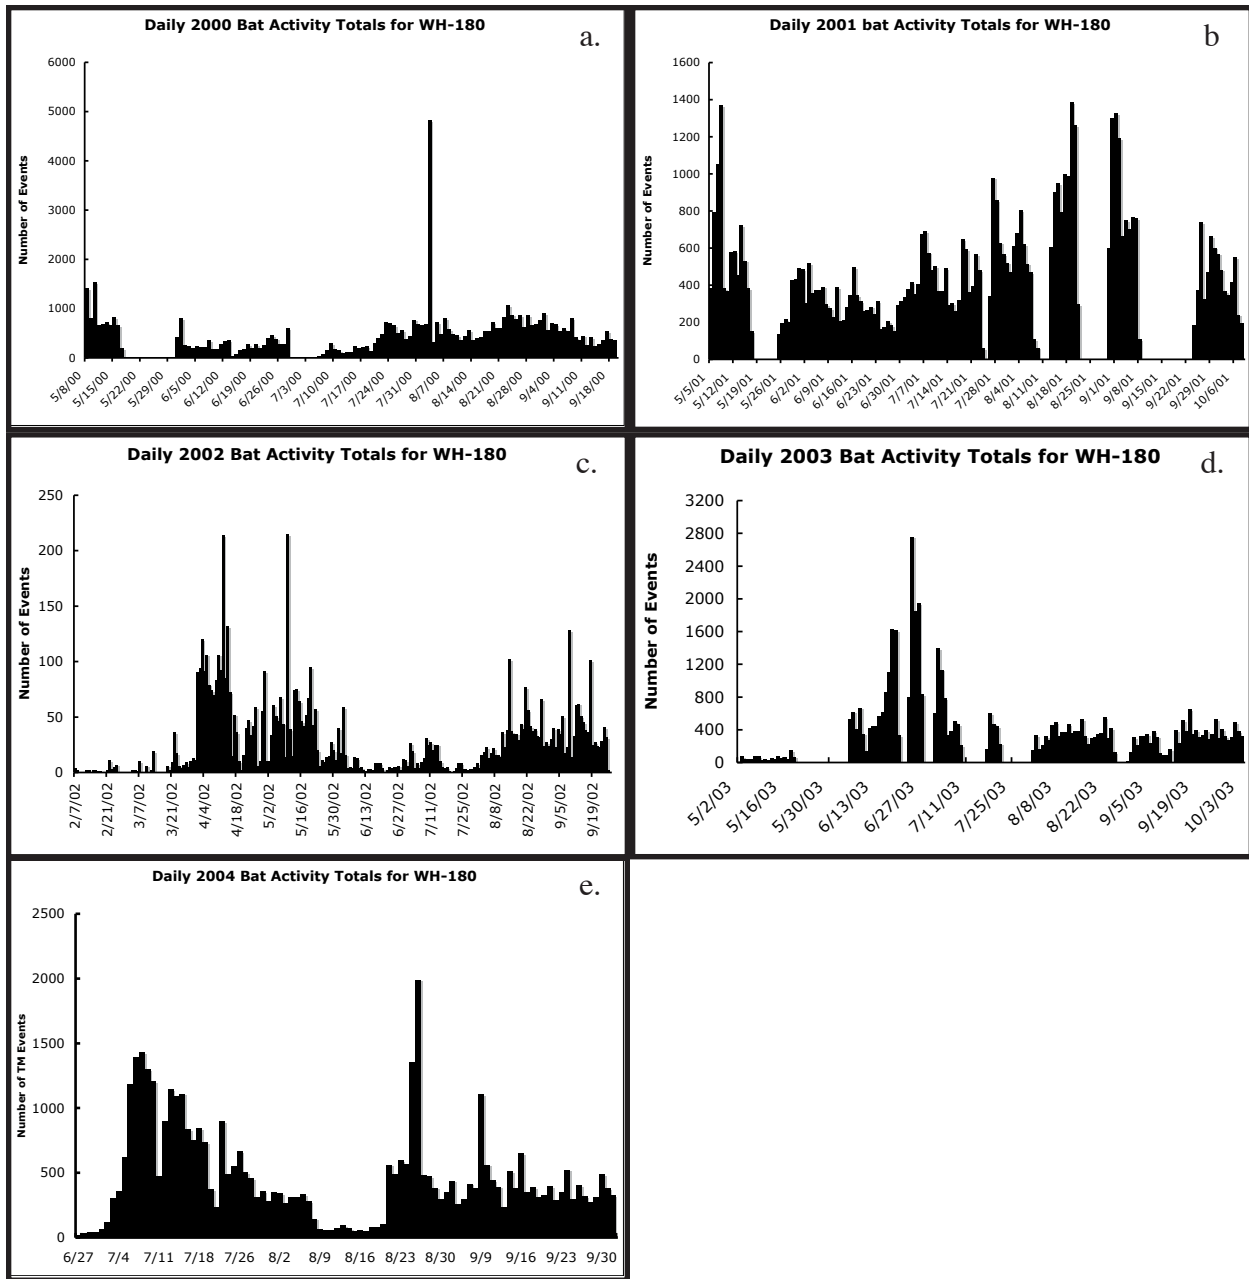 Daily 2000 Bat Activity Totals for WH-180
a.
Number of Events
6000
5000
4000
3000
2000
1000
0
5/8/00 5/15/00 5/22/00 5/29/00 6/5/00 6/12/00 6/19/00 6/26/00 7/3/00 7/10/00 7/17/00 7/24/00 7/31/00 8/7/00 8/14/00 8/21/00 8/28/00 9/4/00 9/11/00 9/18/00
Daily 2001 bat Activity Totals for WH-180
b
Number of Events
1600
1400
1200
1000
800
600
400
200
0
5/5/01 5/12/01 5/19/01 5/26/01 6/2/01 6/9/01 6/16/01 6/23/01 6/30/01 7/7/01 7/14/01 7/21/01 7/28/01 8/4/01 8/11/01 8/18/01 8/25/01 9/1/01 9/8/01 9/15/01 9/22/01 9/29/01 10/6/01
Daily 2002 Bat Activity Totals for WH-180
c.
Number of Events
250
200
150
100
50
0
2/7/02 2/21/02 3/7/02 3/21/02 4/4/02 4/18/02 5/2/02 5/16/02 5/30/02 6/13/02 6/27/02 7/11/02 7/25/02 8/8/02 8/22/02 9/5/02 9/19/02
Daily 2003 Bat Activity Totals for WH-180
d.
Number of Events
3200
2800
2400
2000
1600
1200
800
400
0
5/2/03 5/16/03 5/30/03 6/13/03 6/27/03 7/11/03 7/25/03 8/8/03 8/22/03 9/5/03 9/19/03 10/3/03
Daily 2004 Bat Activity Totals for WH-180
e.
Number of TM Events
2500
2000
1500
1000
500
0
6/27 7/4 7/11 7/18 7/26 8/2 8/9 8/16 8/23 8/30 9/9 9/16 9/23 9/30